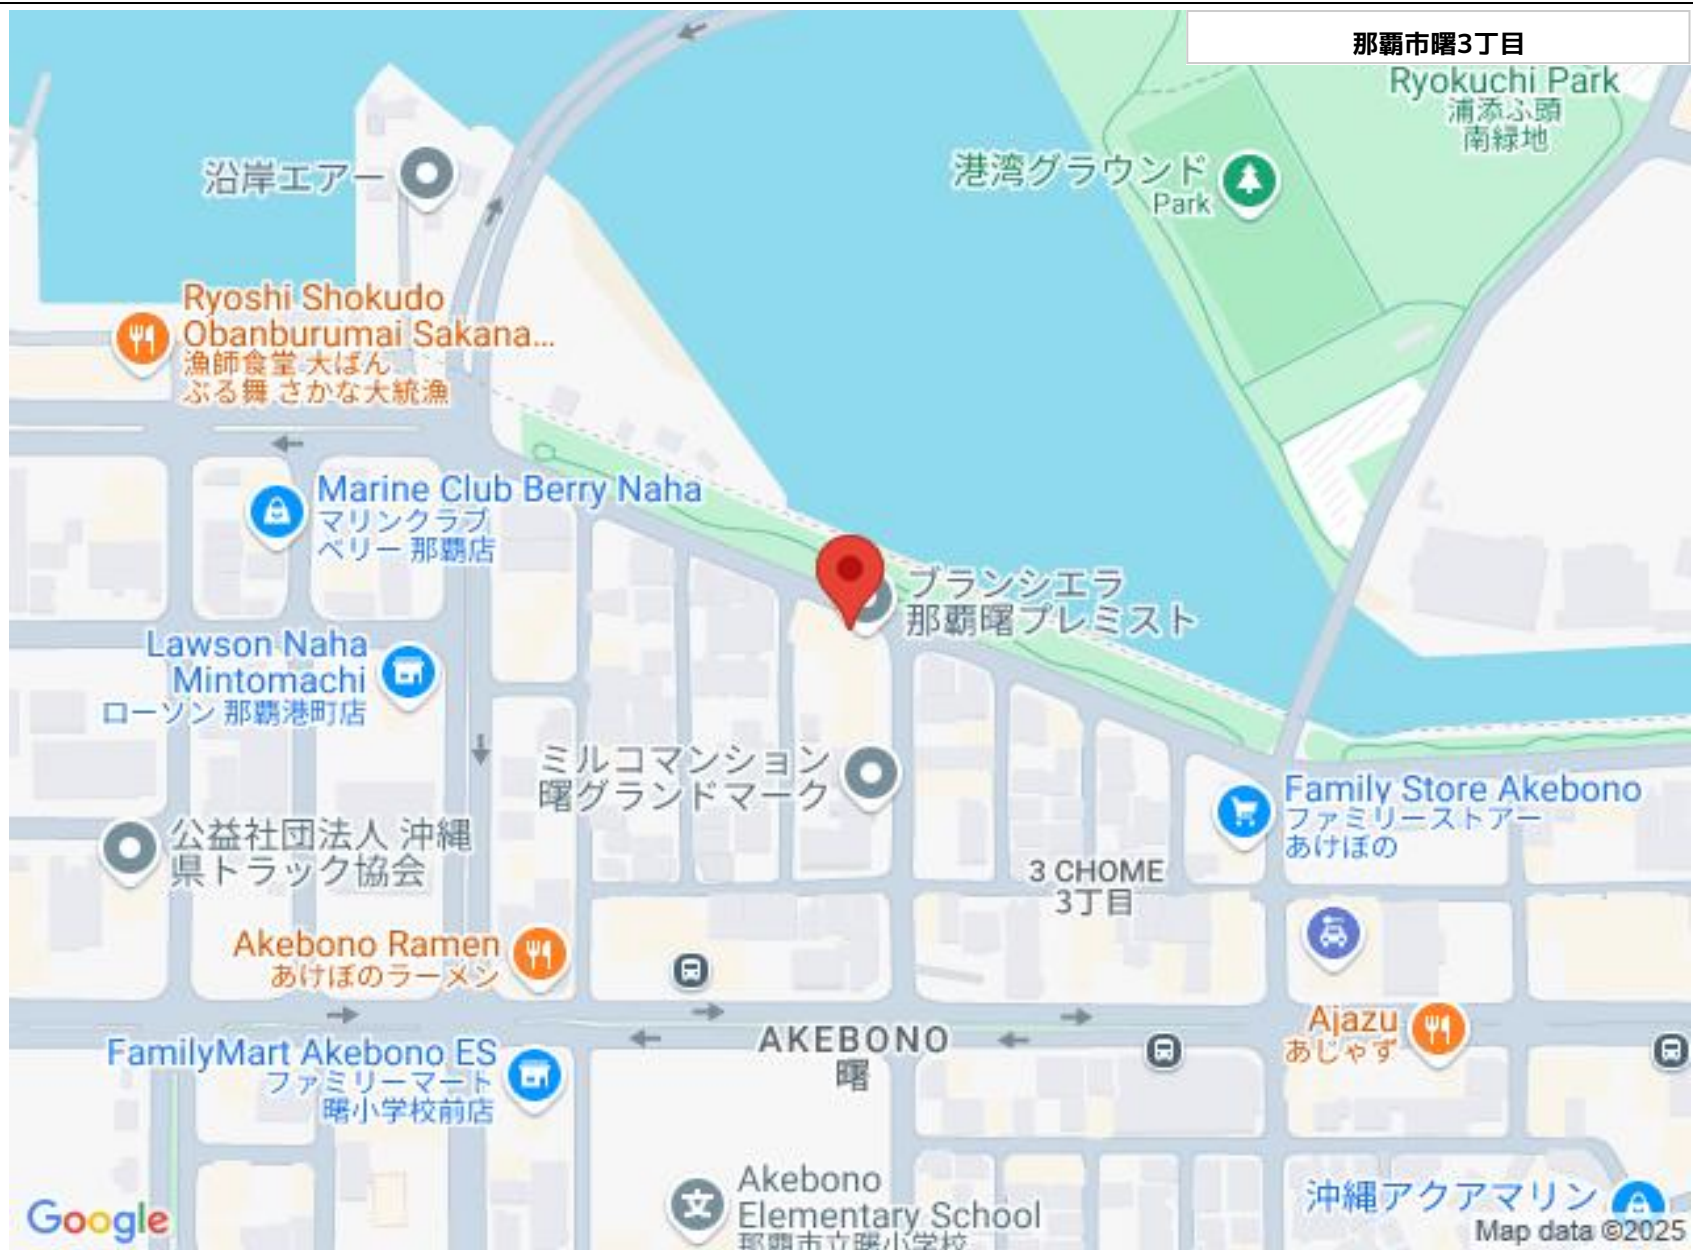 那覇市曙3丁目
Ryokuchi Park
浦添ふ頭
南緑地
沿岸エアー
港湾グラウンド
Park
Ryoshi Shokudo
Obanburumai Sakana...
漁師食堂 大ばん
ぶる舞 さかな大統漁
Marine Club Berry Naha
マリンクラブ
ベリー 那覇店
ブランシエラ
那覇曙プレミスト
Lawson Naha
Mintomachi
ローソン 那覇港町店
ミルコマンション
曙グランドマーク
Family Store Akebono
ファミリーストアー
あけぼの
公益社団法人 沖縄
県トラック協会
3 CHOME
3丁目
Akebono Ramen
あけぼのラーメン
Ajazu
あじゃず
AKEBONO
曙
FamilyMart Akebono ES
ファミリーマート
曙小学校前店
文
Akebono
Elementary School
那覇市立曙小学校
沖縄アクアマリン
Google
Map data ©2025